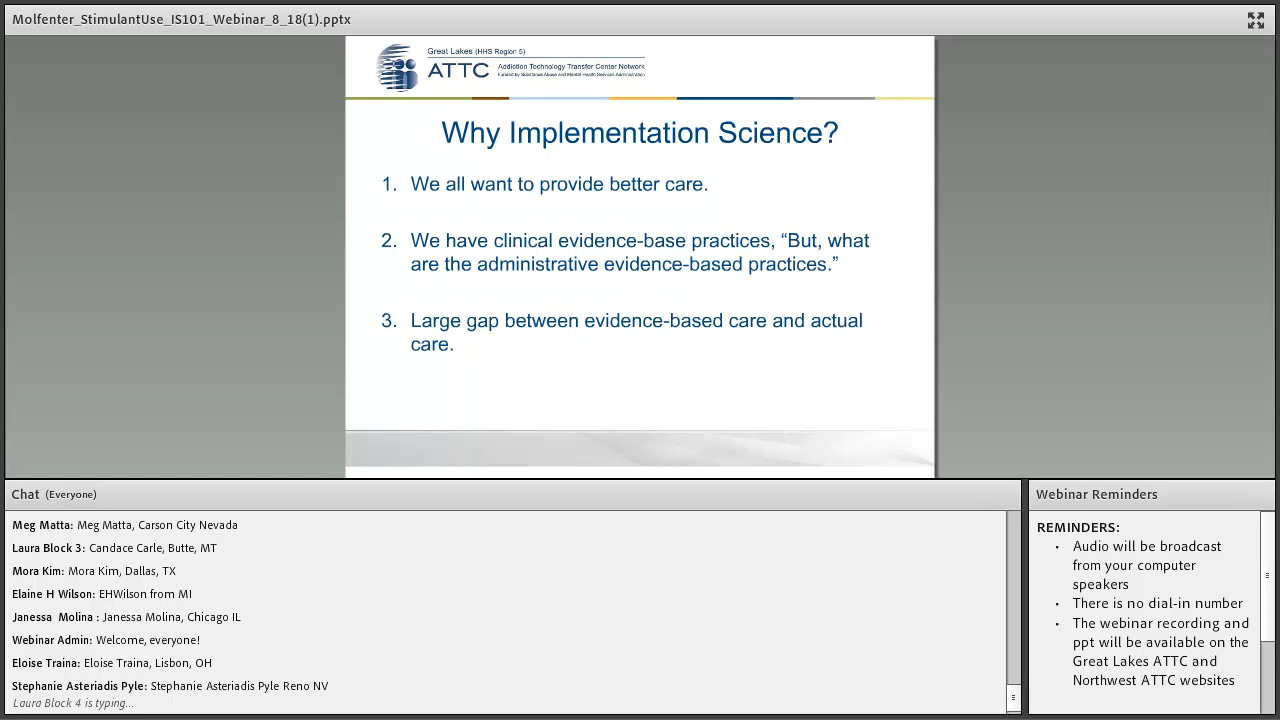 Molfenter_StimulantUse_IS101_Webinar_8_18(1).pptx
Great Lakes (HHS Region 5)
ATTC
Addiction Technology Transfer Center Network
Funded by Substance Abuse and Mental Health Services Administration
Why Implementation Science?
1. We all want to provide better care.
2. We have clinical evidence-base practices, “But, what
are the administrative evidence-based practices.”
3. Large gap between evidence-based care and actual
care.
Chat (Everyone)
Meg Matta: Meg Matta, Carson City Nevada
Laura Block 3: Candace Carle, Butte, MT
Mora Kim: Mora Kim, Dallas, TX
Elaine H Wilson: EHWilson from MI
Janessa Molina : Janessa Molina, Chicago IL
Webinar Admin: Welcome, everyone!
Eloise Traina: Eloise Traina, Lisbon, OH
Stephanie Asteriadis Pyle: Stephanie Asteriadis Pyle Reno NV
Laura Block 4 is typing...
Webinar Reminders
REMINDERS:
• Audio will be broadcast
from your computer
speakers
• There is no dial-in number
• The webinar recording and
ppt will be available on the
Great Lakes ATTC and
Northwest ATTC websites